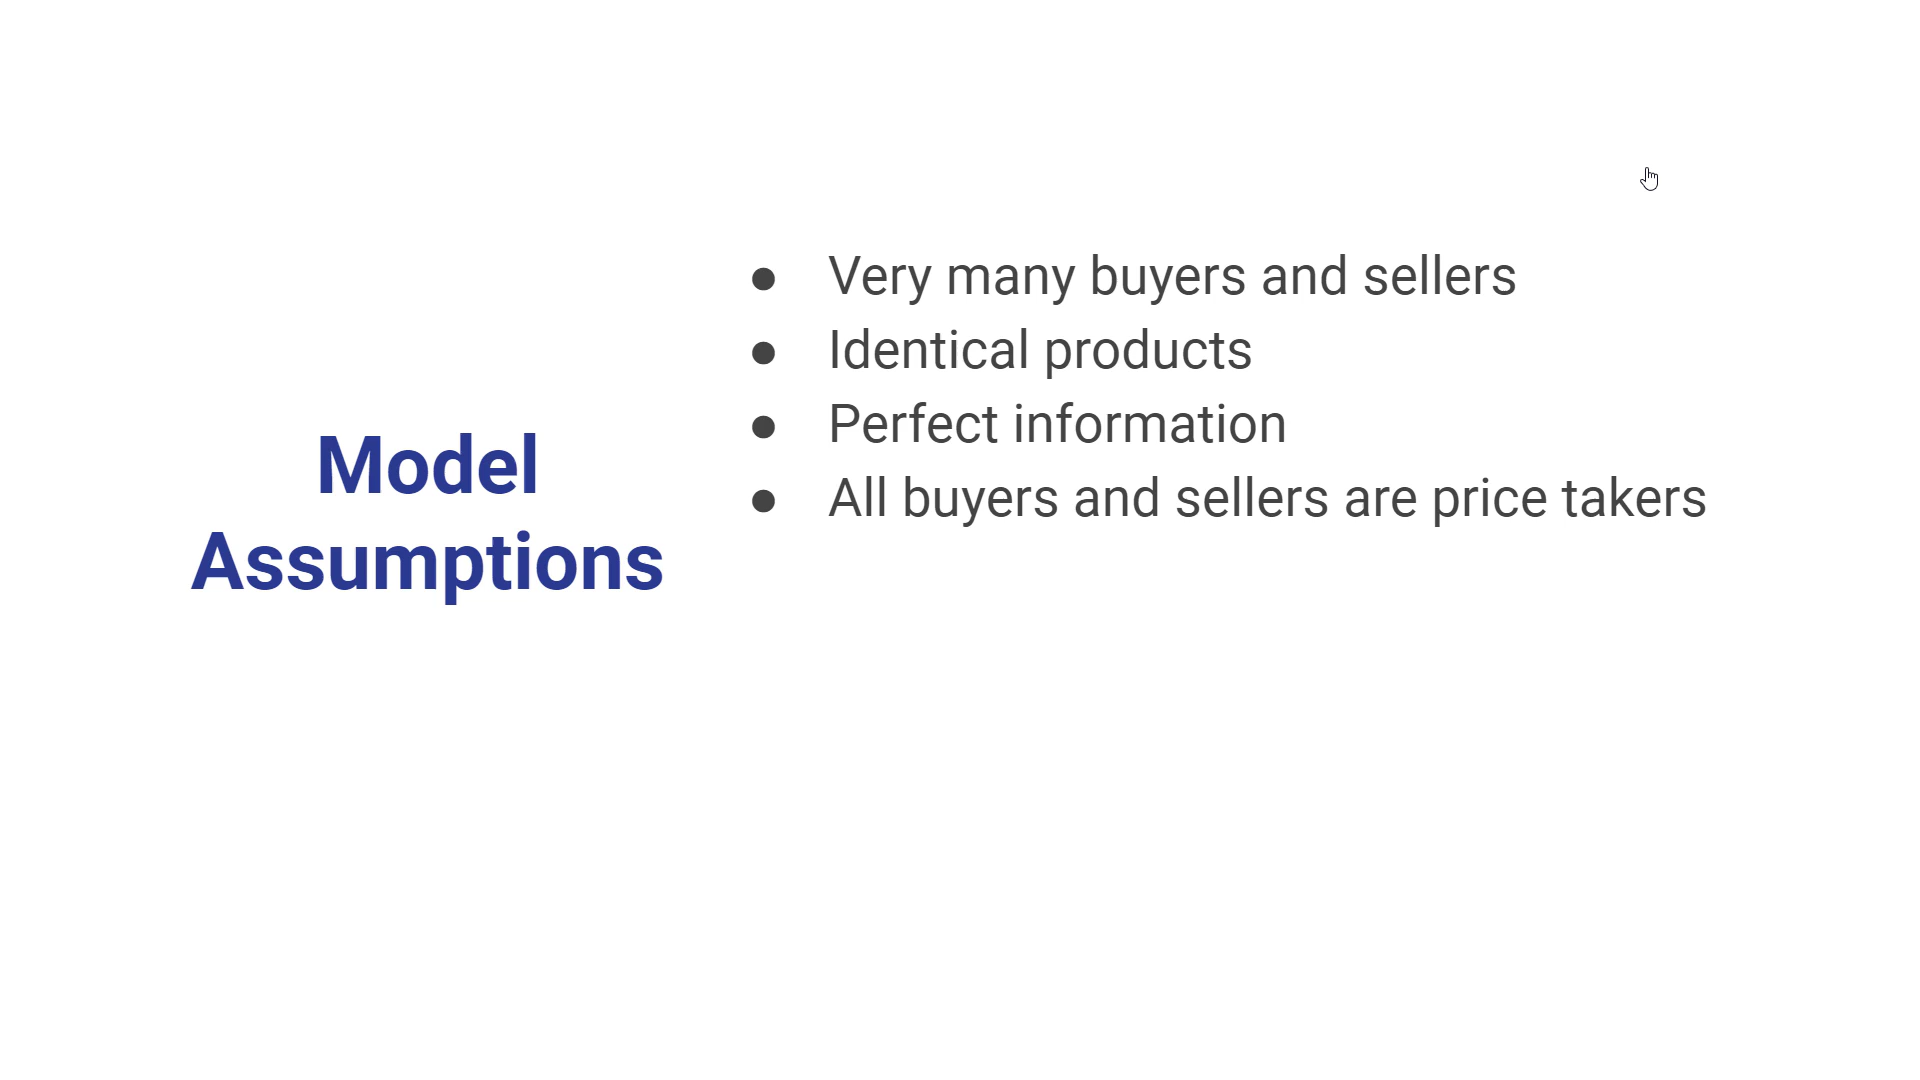 Model
Assumptions
● Very many buyers and sellers
● Identical products
● Perfect information
● All buyers and sellers are price takers